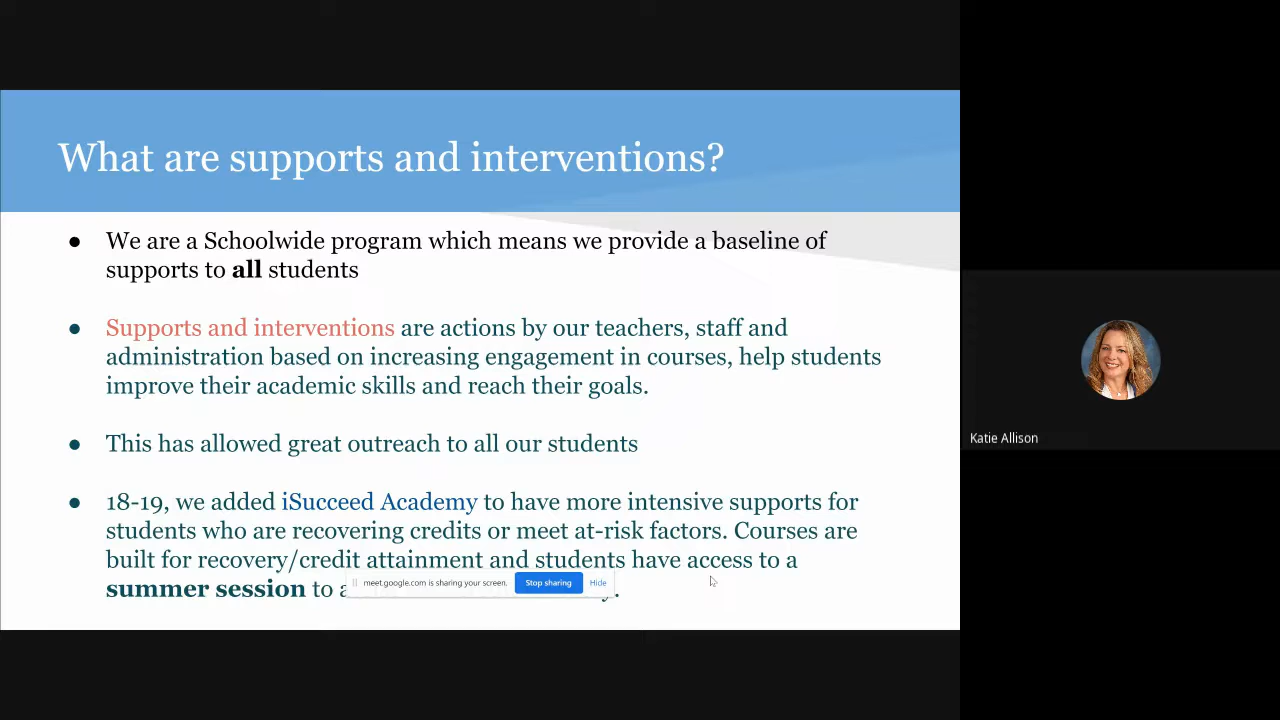 What are supports and interventions?
● We are a Schoolwide program which means we provide a baseline of
supports to all students
● Supports and interventions are actions by our teachers, staff and
administration based on increasing engagement in courses, help students
improve their academic skills and reach their goals.
● This has allowed great outreach to all our students
● 18-19, we added iSucceed Academy to have more intensive supports for
students who are recovering credits or meet at-risk factors. Courses are
built for recovery/credit attainment and students have access to a
summer session to
meet.google.com is sharing your screen. Stop sharing Hide
Katie Allison